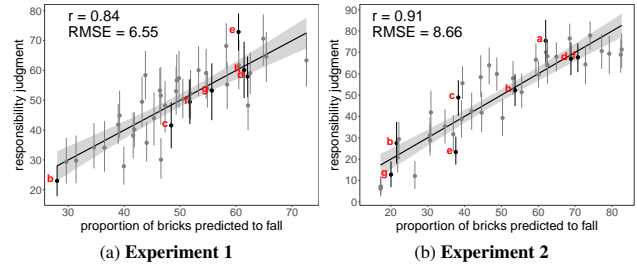 r = 0.84
RMSE = 6.55
responsibility judgment
80
70
60
50
40
30
20
e
h
d
g
f
c
b
30
40
50
60
70
proportion of bricks predicted to fall
(a) Experiment 1
r = 0.91
RMSE = 8.66
responsibility judgment
90
80
70
60
50
40
30
20
10
0
a
d
f
h
c
b
e
g
20
30
40
50
60
70
80
proportion of bricks predicted to fall
(b) Experiment 2